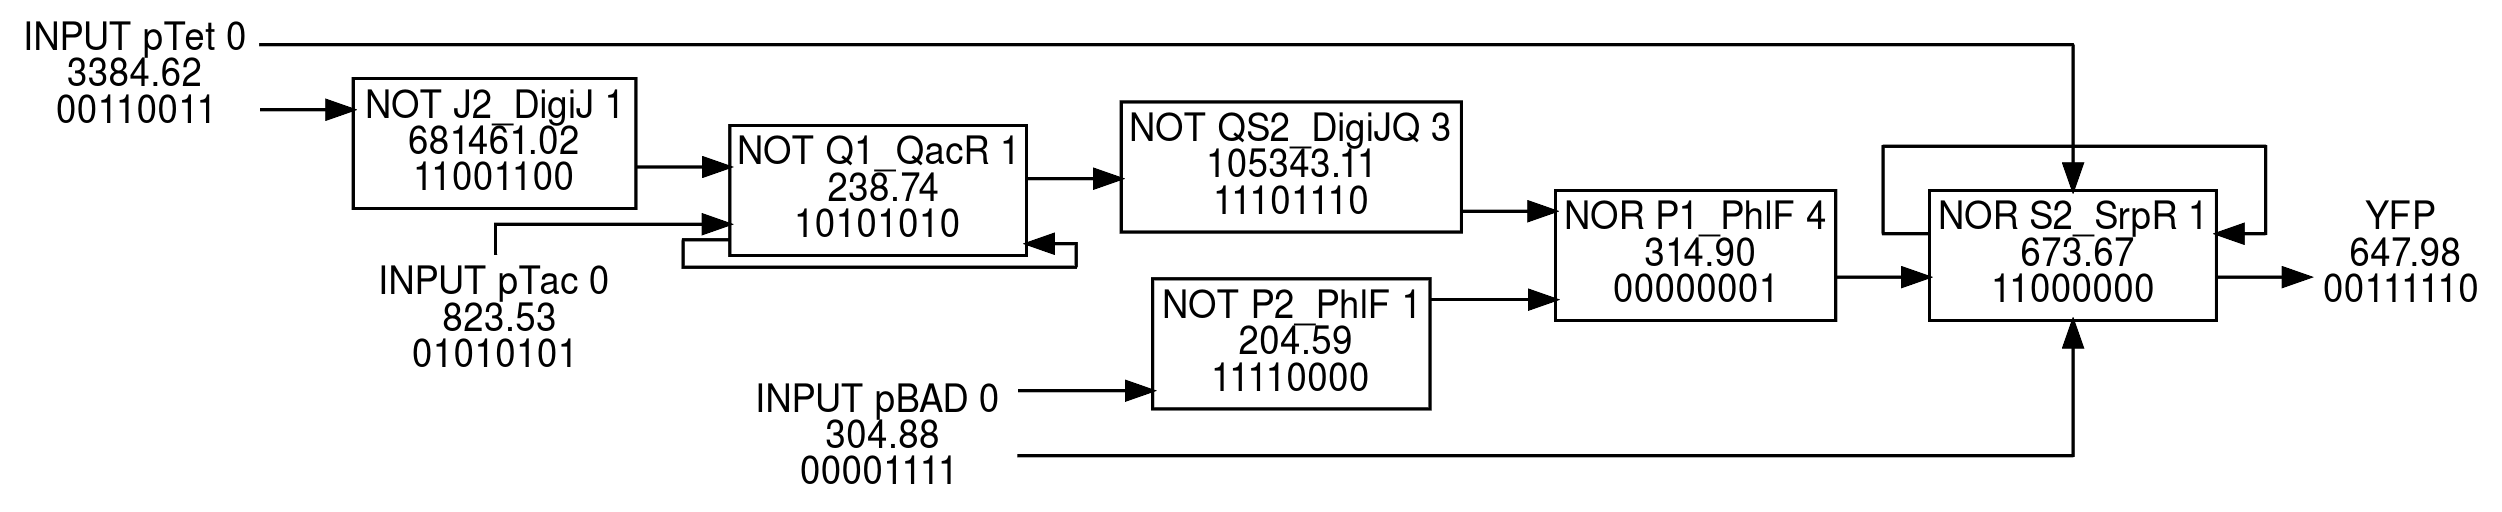 INPUT pTet 0
3384.62
00110011
NOT J2_DigiJ 1
681461.02
11001100
NOT Q1_QacR 1
238.74
10101010
INPUT pTac 0
823.53
01010101
NOT QS2_DigiJQ 3
105343.11
11101110
NOT P2_PhlF 1
204.59
11110000
INPUT pBAD 0
304.88
00001111
NOR P1_PhlF 4
314.90
00000001
NOR S2_SrpR 1
673.67
11000000
YFP
647.98
00111110